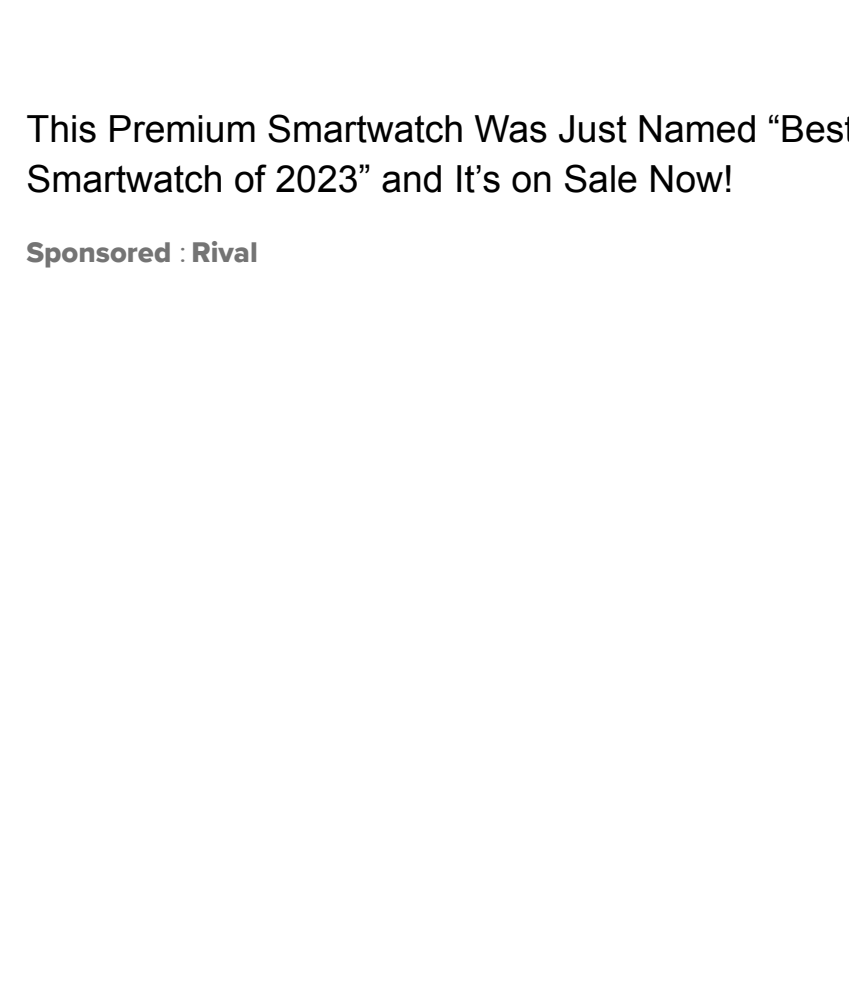 This Premium Smartwatch Was Just Named “Best
Smartwatch of 2023” and It’s on Sale Now!
Sponsored : Rival